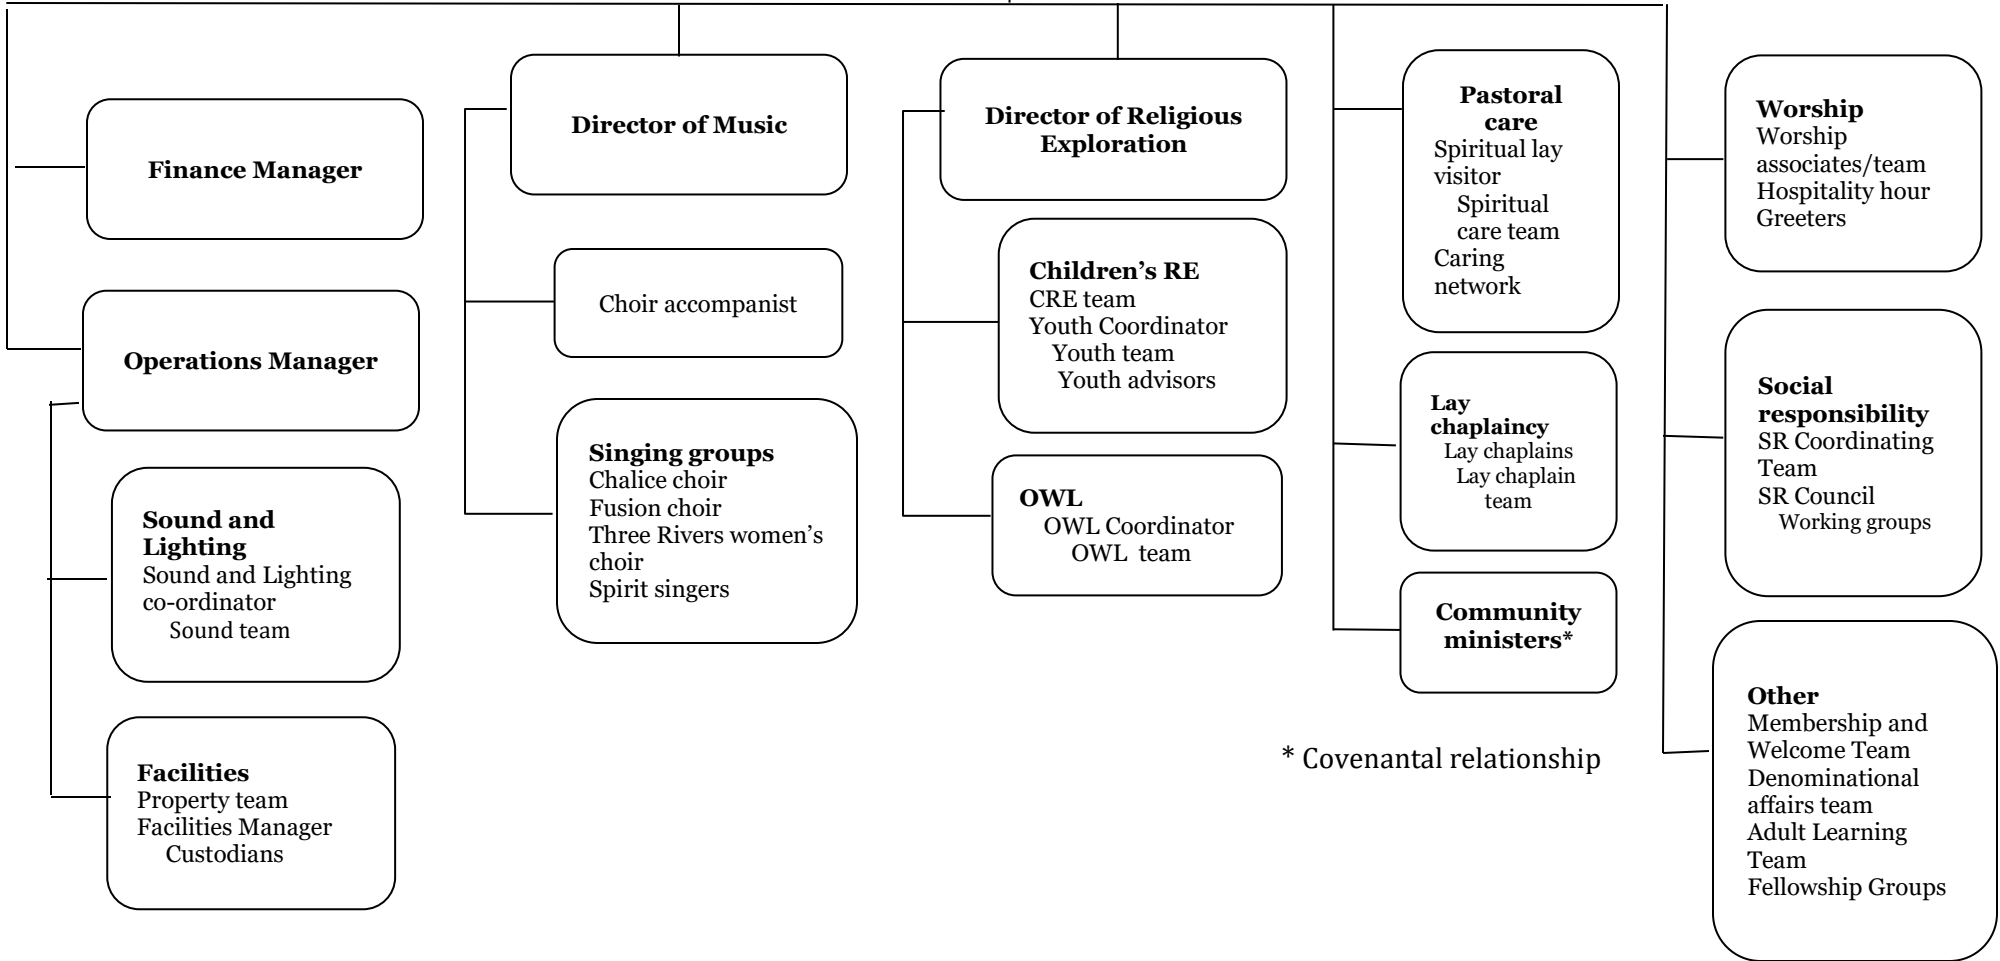 Finance Manager
Operations Manager
Sound and
Lighting
Sound and Lighting
co-ordinator
Sound team
Facilities
Property team
Facilities Manager
Custodians
Director of Music
Choir accompanist
Singing groups
Chalice choir
Fusion choir
Three Rivers women’s
choir
Spirit singers
Director of Religious
Exploration
Children’s RE
CRE team
Youth Coordinator
Youth team
Youth advisors
OWL
OWL Coordinator
OWL team
Pastoral
care
Spiritual lay
visitor
Spiritual
care team
Caring
network
Lay
chaplaincy
Lay chaplains
Lay chaplain
team
Community
ministers*
* Covenantal relationship
Worship
Worship
associates/team
Hospitality hour
Greeters
Social
responsibility
SR Coordinating
Team
SR Council
Working groups
Other
Membership and
Welcome Team
Denominational
affairs team
Adult Learning
Team
Fellowship Groups